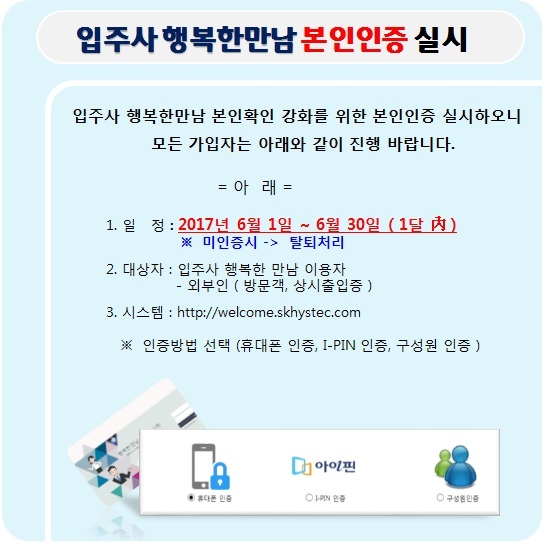 입주사 행복한만남 본인인증 실시
입주사 행복한만남 본인확인 강화를 위한 본인인증 실시하오니
모든 가입자는 아래와 같이 진행 바랍니다.
= 아 래 =
1. 일 정 : 2017년 6월 1일 ~ 6월 30일 ( 1달 內 )
※ 미인증시 -> 탈퇴처리
2. 대상자 : 입주사 행복한 만남 이용자
- 외부인 ( 방문객, 상시출입증 )
3. 시스템 : http://welcome.skhystec.com
※ 인증방법 선택 (휴대폰 인증, I-PIN 인증, 구성원 인증 )
행복한만남
아이핀
휴대폰 인증
I-PIN 인증
구성원인증